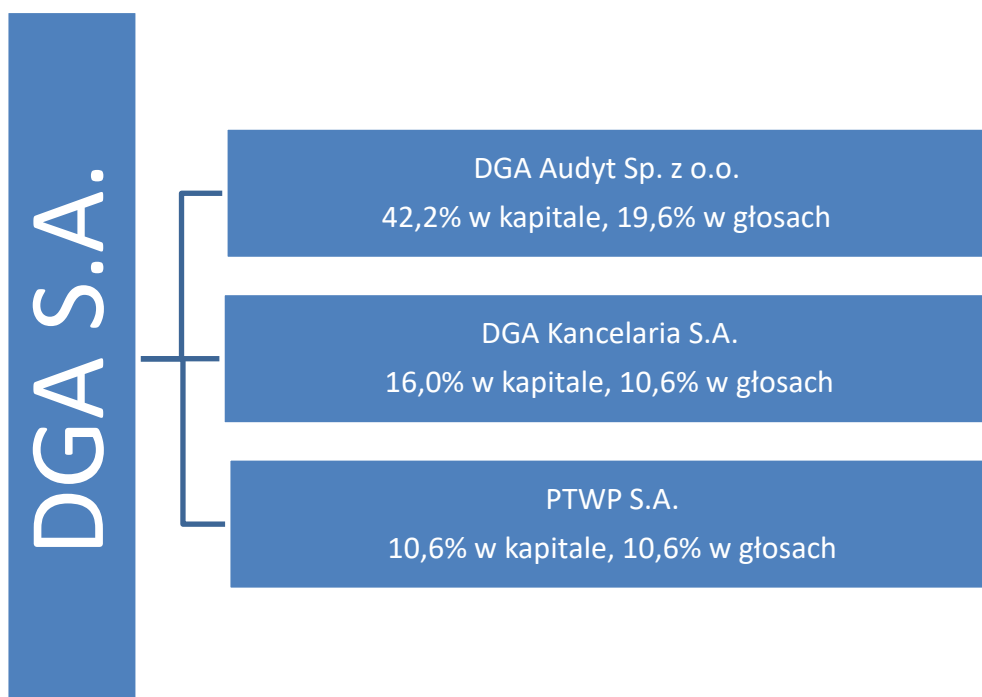 DGA S.A.
DGA Audyt Sp. z o.o.
42,2% w kapitale, 19,6% w głosach
DGA Kancelaria S.A.
16,0% w kapitale, 10,6% w głosach
PTWP S.A.
10,6% w kapitale, 10,6% w głosach